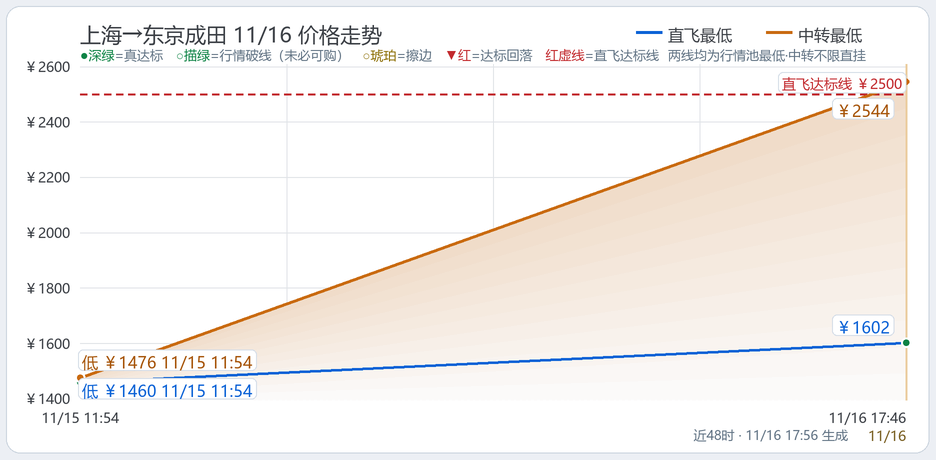 上海→东京成田 11/16 价格走势
直飞最低 中转最低
●深绿=真达标 ○描绿=行情破线（未必可购） ○琥珀=擦边 ▼红=达标回落 红虚线=直飞达标线 两线均为行情池最低·中转不限直挂
¥2600
直飞达标线 ¥2500
¥2544
¥2400
¥2200
¥2000
¥1800
¥1602
¥1600
低 ¥1476 11/15 11:54
低 ¥1460 11/15 11:54
¥1400
11/15 11:54 11/16 17:46
近48时 · 11/16 17:56 生成 11/16